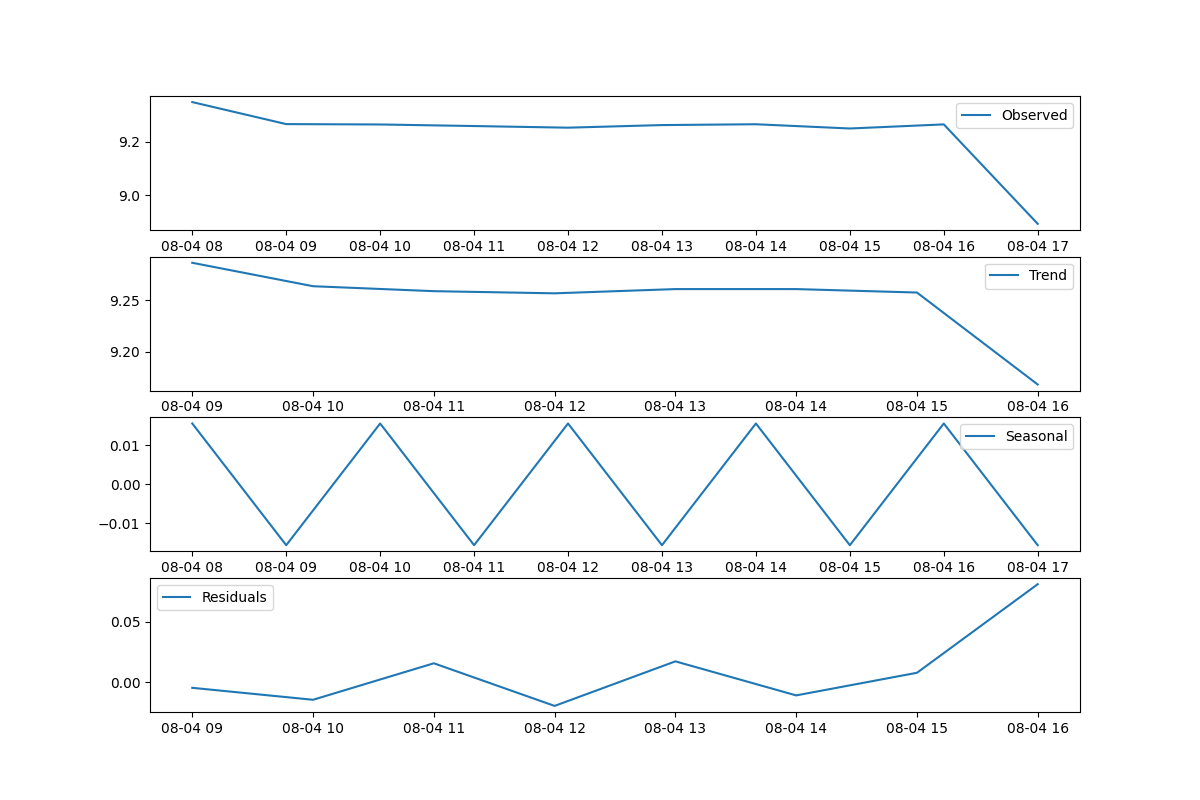 Observed
9.2
9.0
08-04 08 08-04 09 08-04 10 08-04 11 08-04 12 08-04 13 08-04 14 08-04 15 08-04 16 08-04 17
Trend
9.25
9.20
08-04 09 08-04 10 08-04 11 08-04 12 08-04 13 08-04 14 08-04 15 08-04 16
Seasonal
0.01
0.00
−0.01
08-04 08 08-04 09 08-04 10 08-04 11 08-04 12 08-04 13 08-04 14 08-04 15 08-04 16 08-04 17
Residuals
0.05
0.00
08-04 09 08-04 10 08-04 11 08-04 12 08-04 13 08-04 14 08-04 15 08-04 16